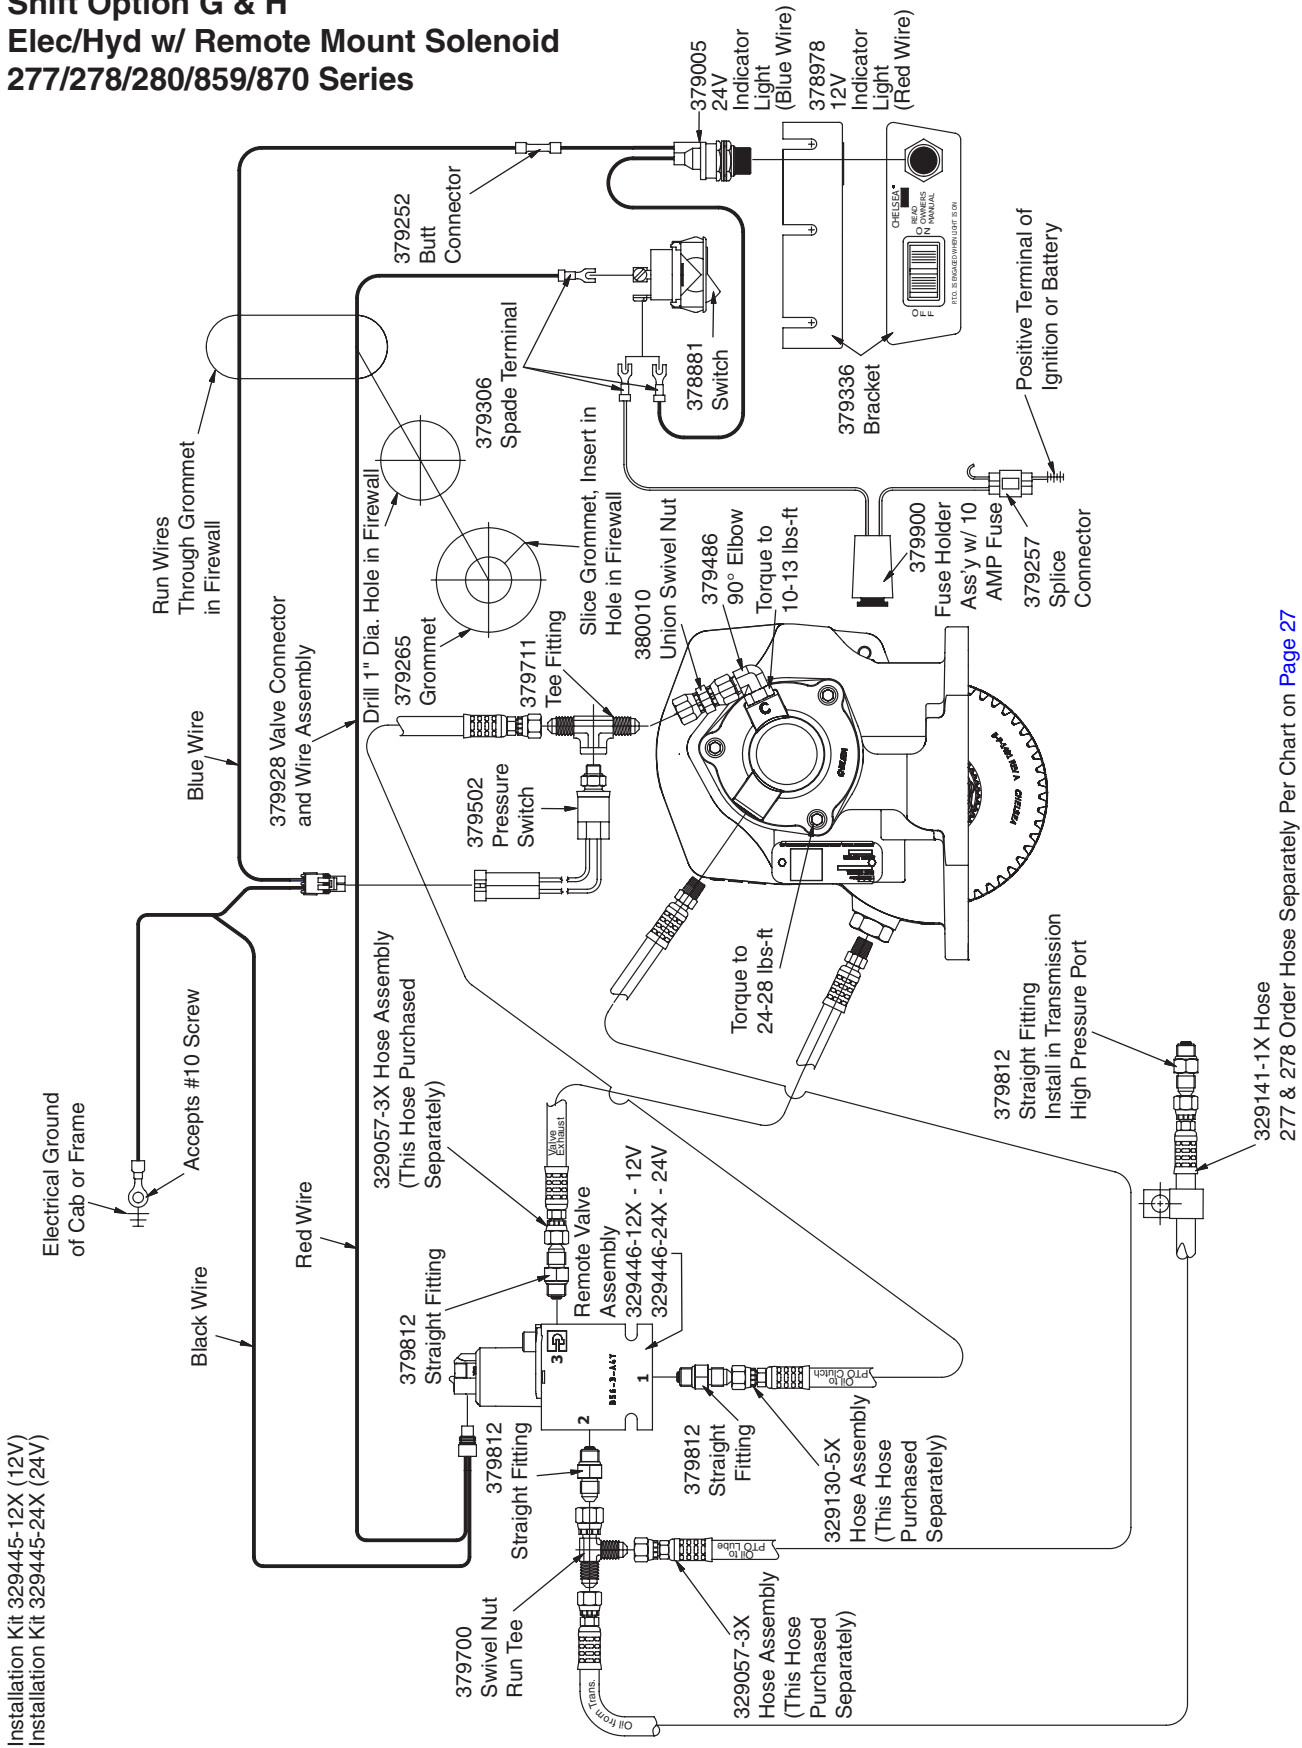 Shift Option G & H
Elec/Hyd w/ Remote Mount Solenoid
277/278/280/859/870 Series
Installation Kit 329445-12X (12V)
Installation Kit 329445-24X (24V)
Electrical Ground
of Cab or Frame
Accepts #10 Screw
Black Wire
Red Wire
Blue Wire
Run Wires
Through Grommet
in Firewall
379928 Valve Connector
and Wire Assembly
Drill 1" Dia. Hole in Firewall
379265
Grommet
Slice Grommet, Insert in
Hole in Firewall
379252
Butt
Connector
379306
Spade Terminal
378881
Switch
379005
24V
Indicator
Light
(Blue Wire)
378978
12V
Indicator
Light
(Red Wire)
379336
Bracket
CHELSEA®
READ
OWNERS
MANUAL
ON
OFF
P.T.O. IS ENGAGED WHEN LIGHT IS ON
Positive Terminal of
Ignition or Battery
379900
Fuse Holder
Ass'y w/ 10
AMP Fuse
379257
Splice
Connector
379502
Pressure
Switch
379711
Tee Fitting
380010
Union Swivel Nut
379486
90° Elbow
Torque to
10-13 lbs-ft
C
CHELSEA
CHELSEA
Torque to
24-28 lbs-ft
329057-3X Hose Assembly
(This Hose Purchased
Separately)
Valve
Exhaust
379812
Straight Fitting
Remote Valve
Assembly
329446-12X - 12V
329446-24X - 24V
3
2
1
379812
Straight Fitting
379812
Straight
Fitting
329130-5X
Hose Assembly
(This Hose
Purchased
Separately)
Oil to
PTO Clutch
379700
Swivel Nut
Run Tee
Oil to
PTO Lube
329057-3X
Hose Assembly
(This Hose
Purchased
Separately)
Oil from Trans.
379812
Straight Fitting
Install in Transmission
High Pressure Port
329141-1X Hose
277 & 278 Order Hose Separately Per Chart on Page 27